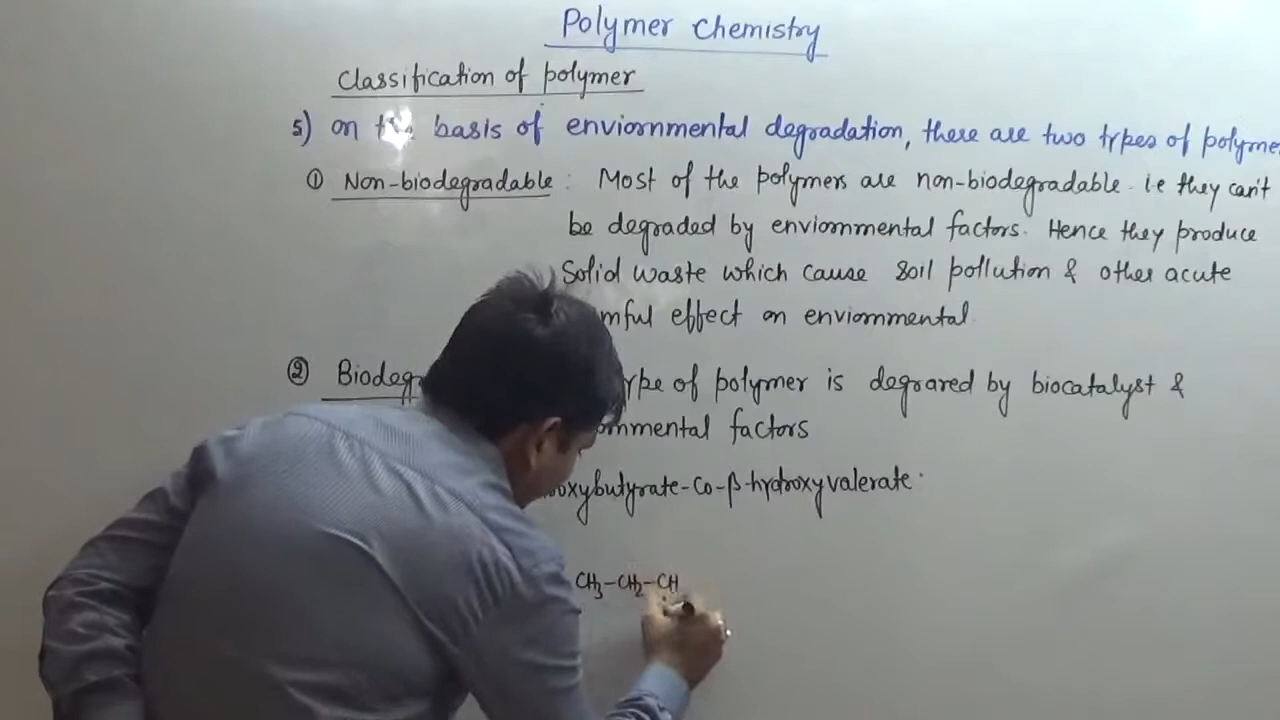 Polymer Chemistry
Classification of polymer
5) on the basis of enviornmental degradation, there are two types of polyme
① Non-biodegradable : Most of the polymers are non-biodegradable. i.e they can't
be degraded by enviornmental factors. Hence they produce
Solid waste which cause soil pollution & other acute
mful effect on enviornmental
② Biodeg ype of polymer is degrared by biocatalyst &
onmental factors
oxybutyrate-co-β-hydroxyvalerate.
CH3-CH2-CH